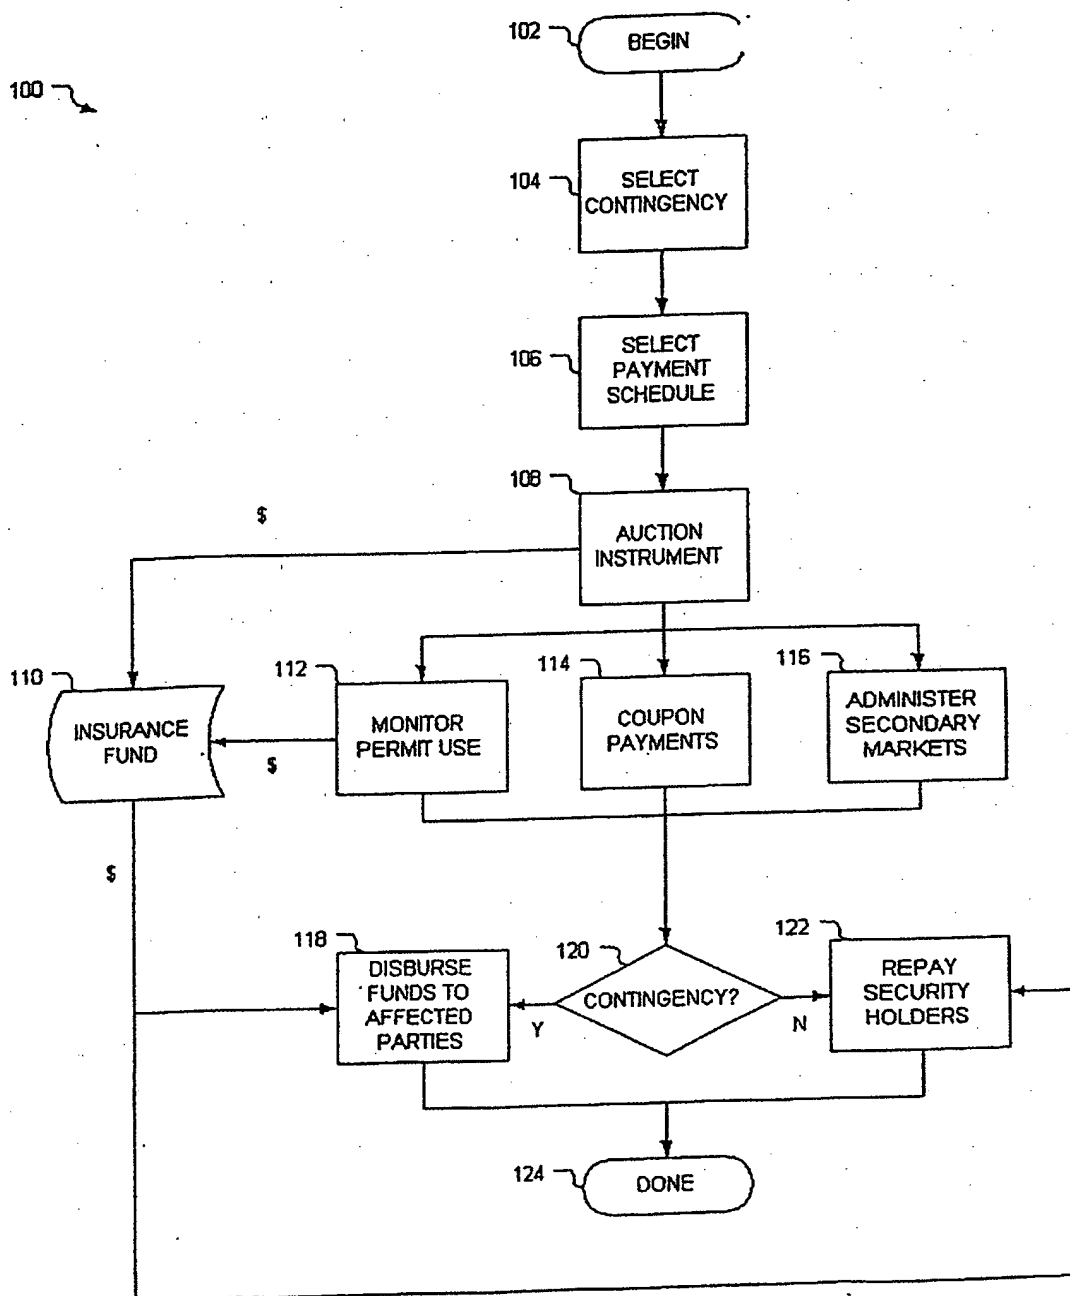 102
BEGIN
100
104
SELECT
CONTINGENCY
106
SELECT
PAYMENT
SCHEDULE
108
AUCTION
INSTRUMENT
$
110
INSURANCE
FUND
112
MONITOR
PERMIT USE
$
114
COUPON
PAYMENTS
116
ADMINISTER
SECONDARY
MARKETS
$
118
DISBURSE
FUNDS TO
AFFECTED
PARTIES
120
CONTINGENCY?
Y
N
122
REPAY
SECURITY
HOLDERS
124
DONE